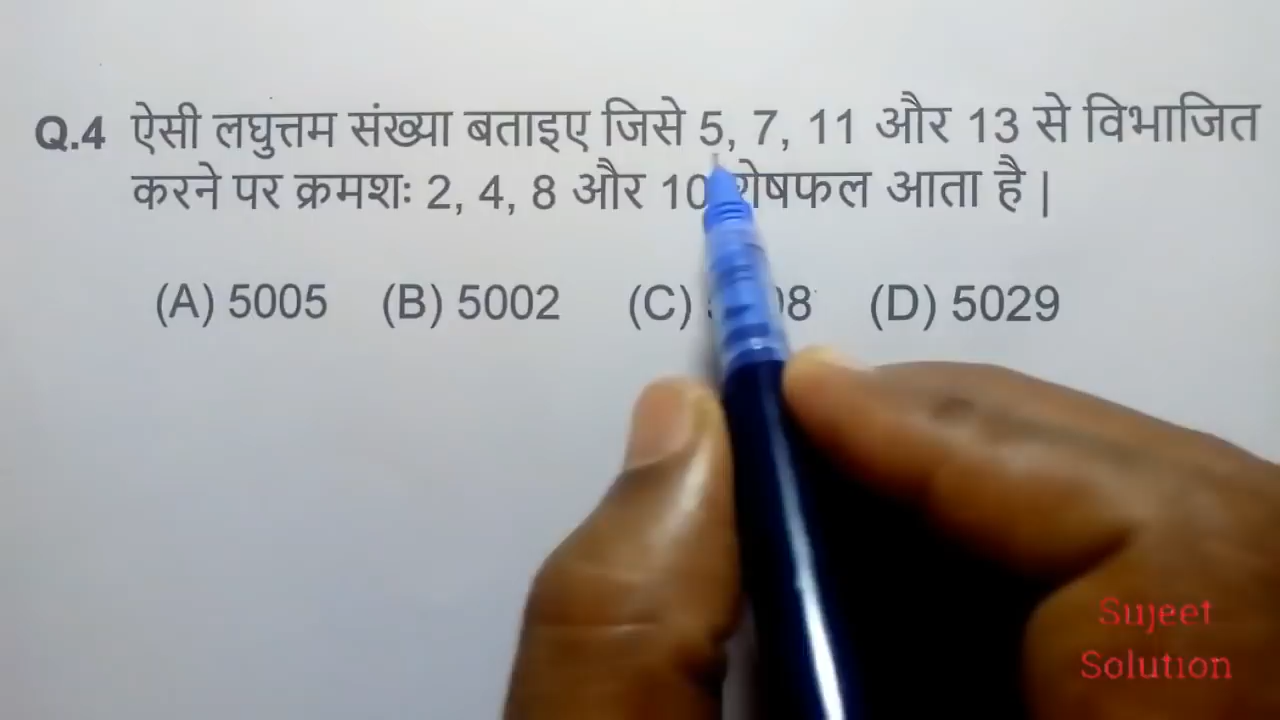 Q.4 ऐसी लघुत्तम संख्या बताइए जिसे 5, 7, 11 और 13 से विभाजित
करने पर क्रमशः 2, 4, 8 और 10 शेषफल आता है |
(A) 5005 (B) 5002 (C) (D) 5029
Sujeet
Solution